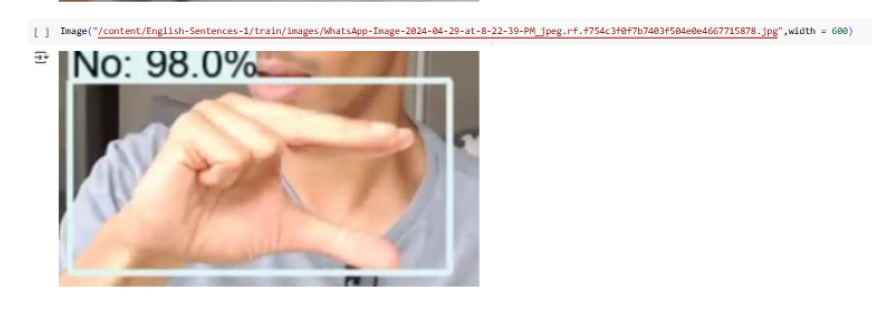 [ ] Image("/content/English-Sentences-1/train/images/WhatsApp-Image-2024-04-29-at-8-22-39-PM_jpeg.rf.f754c3f0f7b7403f504e0e4667715878.jpg",width = 600)
No: 98.0%